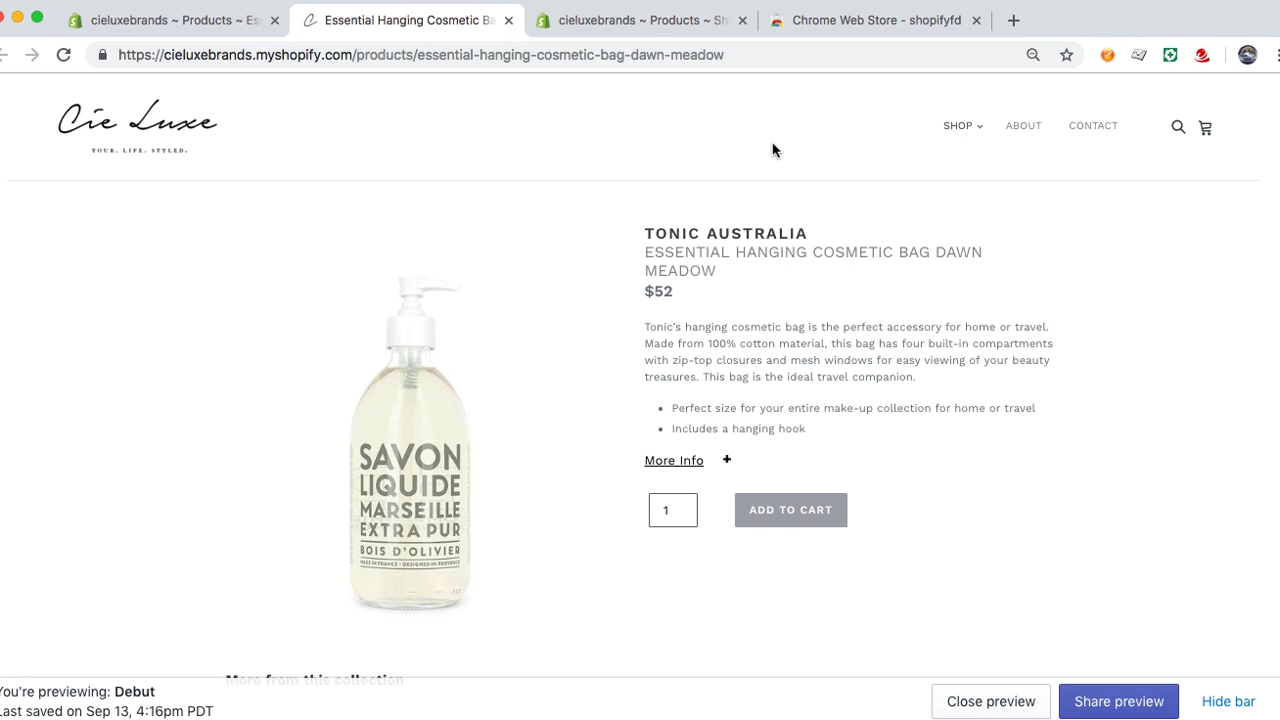 cieluxebrands ~ Products ~ Es
Essential Hanging Cosmetic Ba
cieluxebrands ~ Products ~ Sh
Chrome Web Store - shopifyfd
https://cieluxebrands.myshopify.com/products/essential-hanging-cosmetic-bag-dawn-meadow
Cie Luxe
YOUR. LIFE. STYLED.
SHOP
ABOUT
CONTACT
TONIC AUSTRALIA
ESSENTIAL HANGING COSMETIC BAG DAWN
MEADOW
$52
Tonic's hanging cosmetic bag is the perfect accessory for home or travel.
Made from 100% cotton material, this bag has four built-in compartments
with zip-top closures and mesh windows for easy viewing of your beauty
treasures. This bag is the ideal travel companion.
• Perfect size for your entire make-up collection for home or travel
• Includes a hanging hook
More Info +
1
ADD TO CART
SAVON
LIQUIDE
MARSEILLE
EXTRA PUR
BOIS D'OLIVIER
MADE IN FRANCE • DESIGNED IN PROVENCE
More from this collection
You're previewing: Debut
Last saved on Sep 13, 4:16pm PDT
Close preview
Share preview
Hide bar